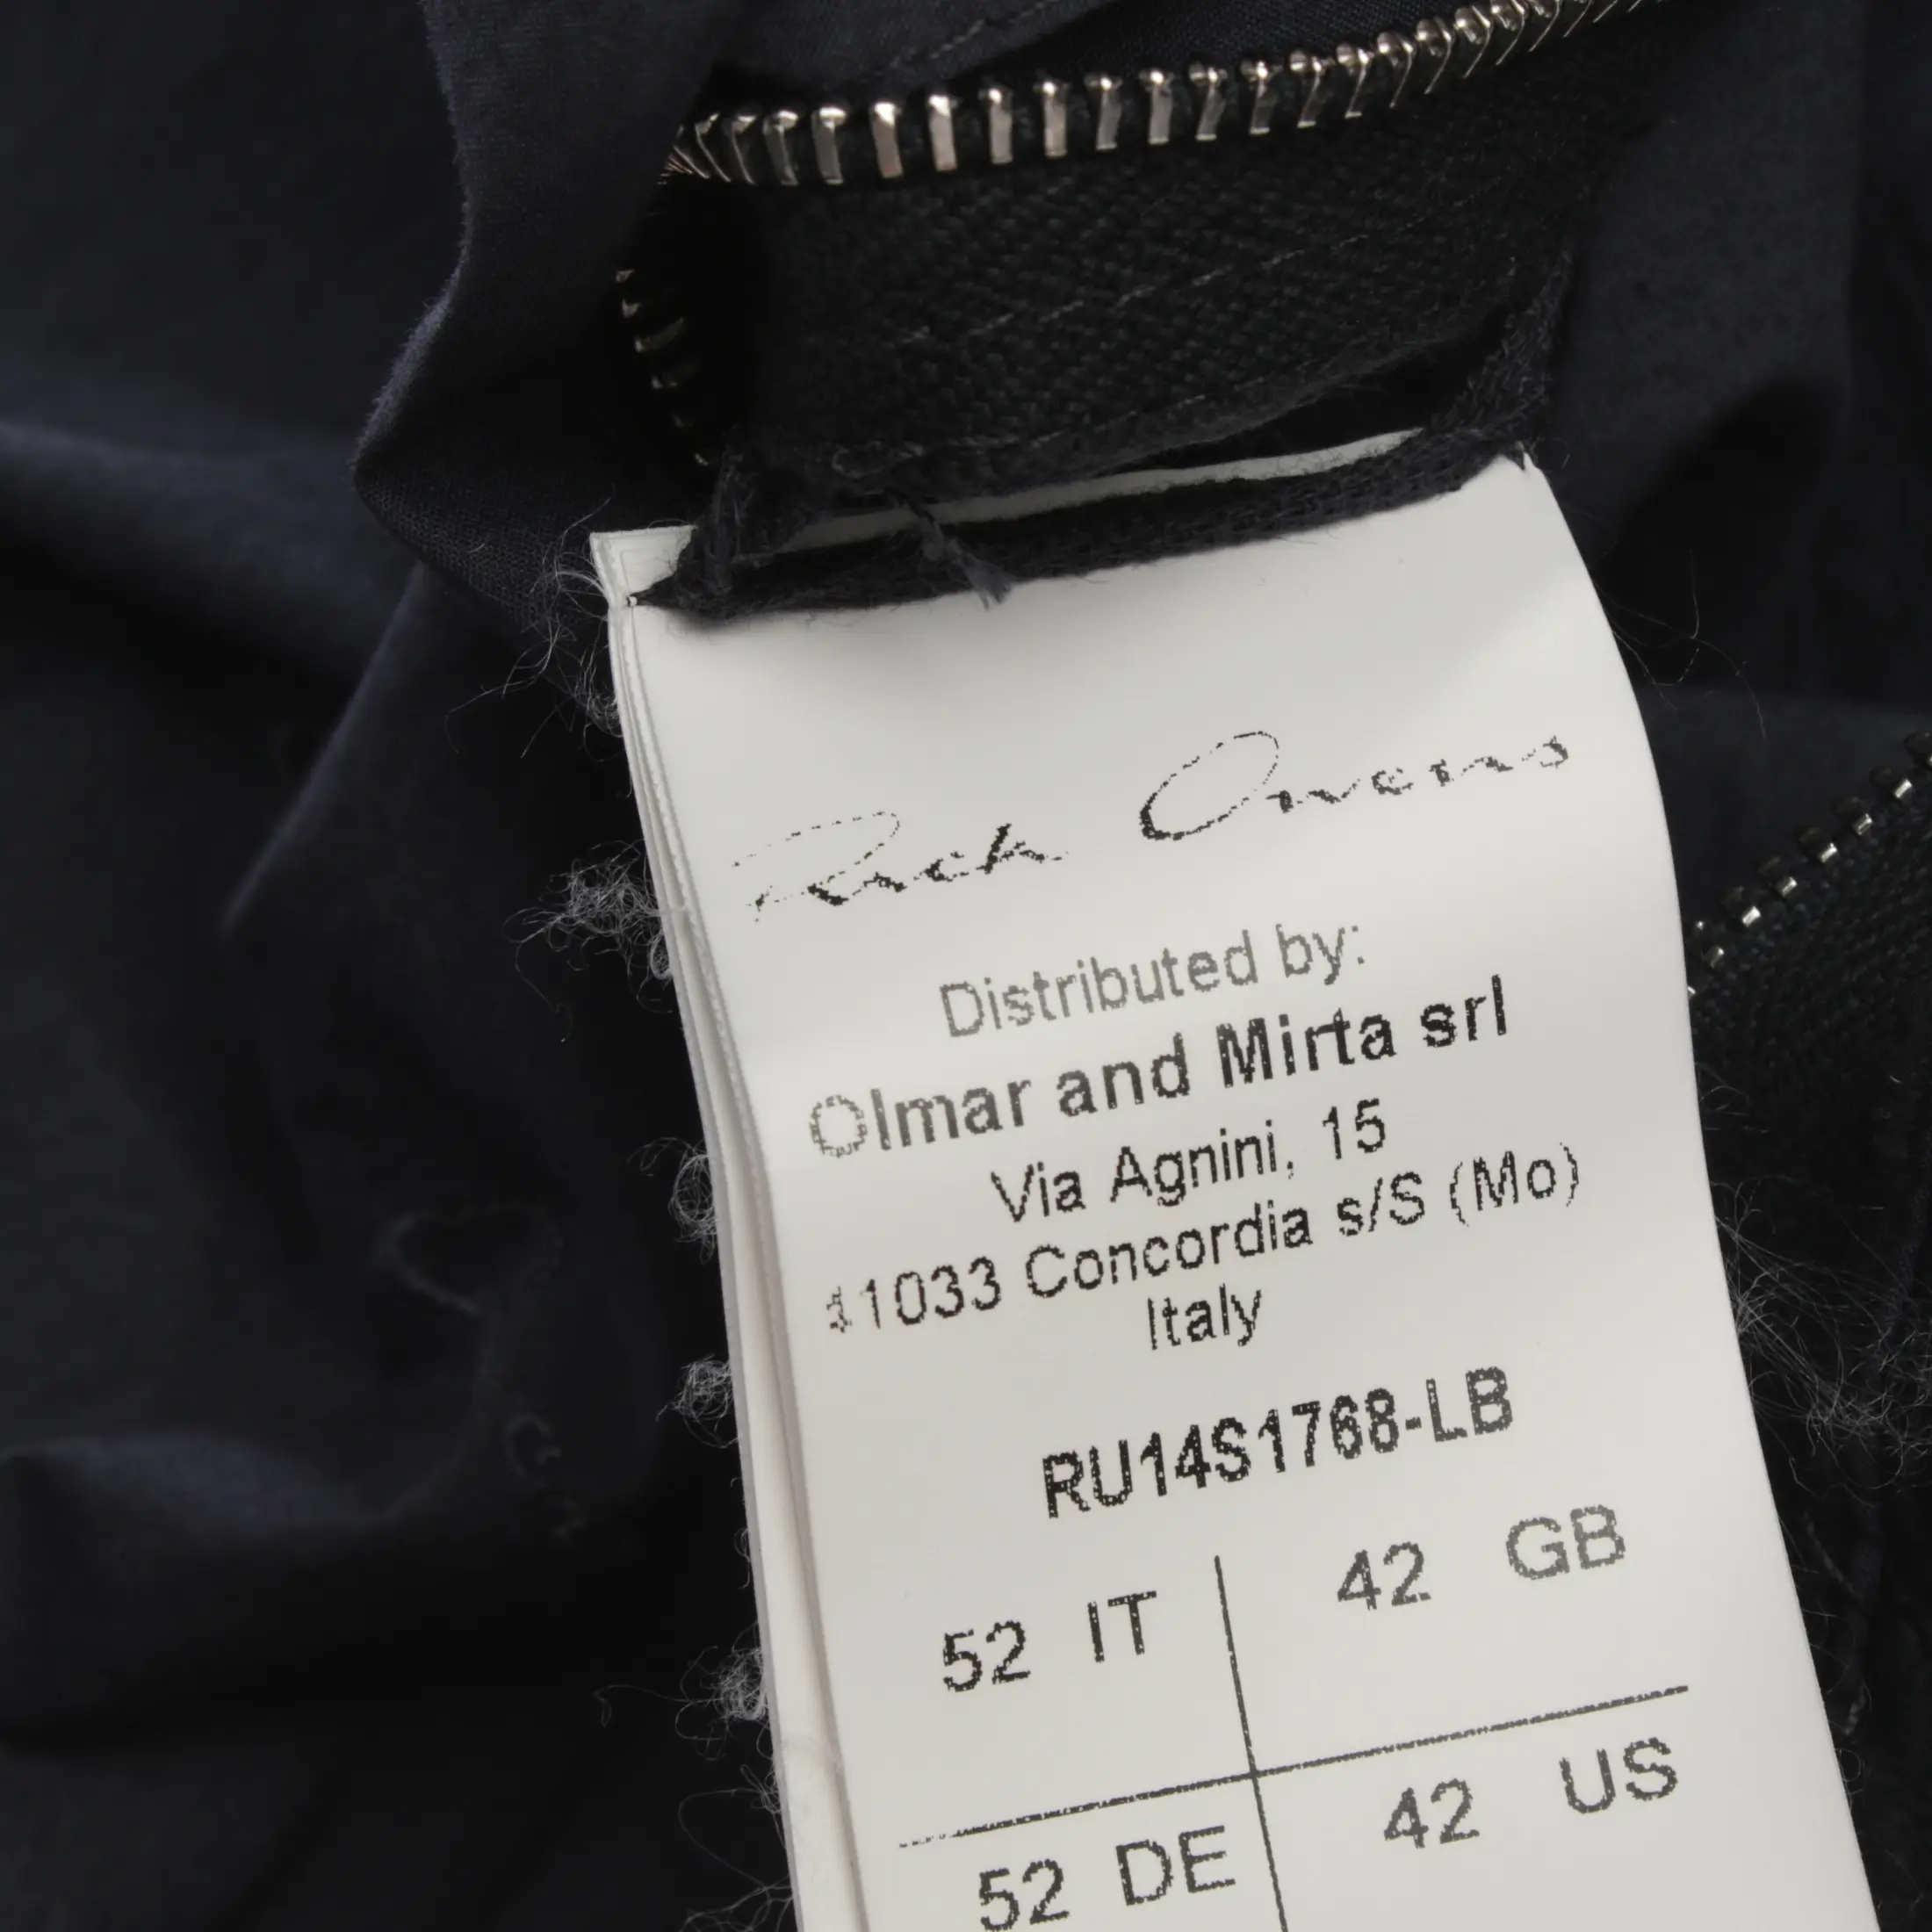 Rick Owens
Distributed by:
Olmar and Mirta srl
Via Agnini, 15
41033 Concordia s/S (Mo)
Italy
RU14S1768-LB
52 IT 42 GB
52 DE 42 US